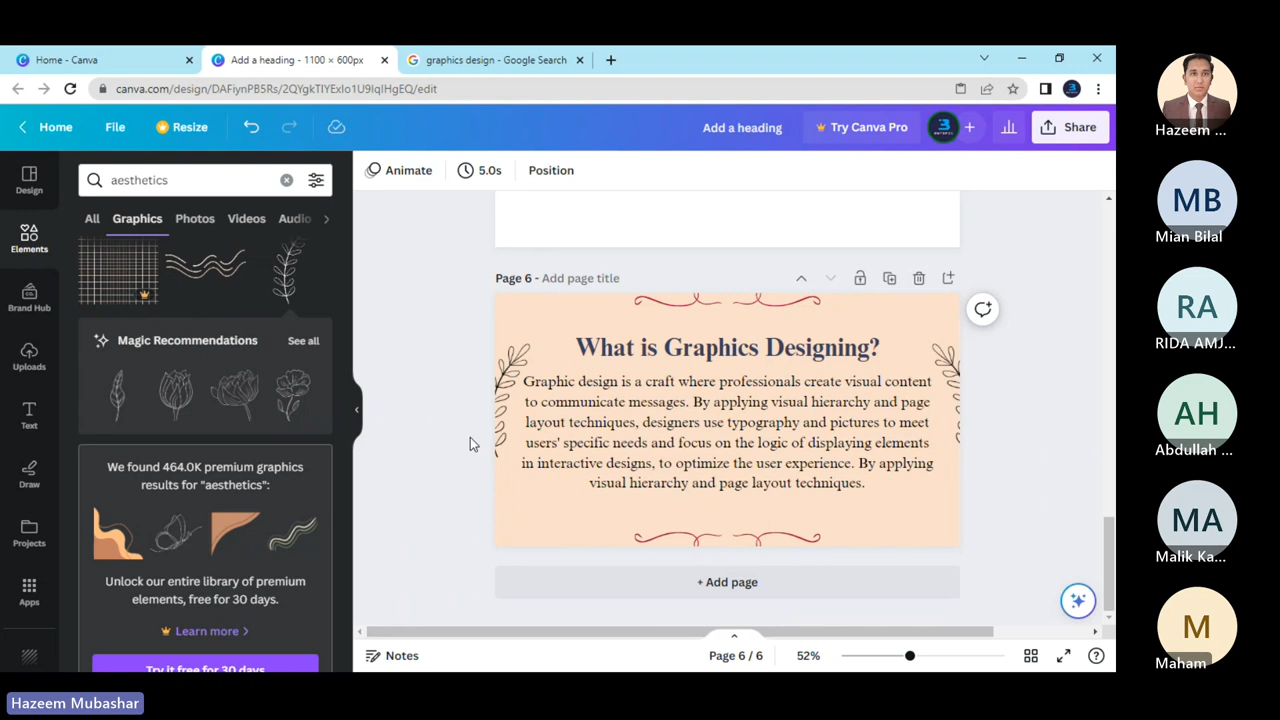 Home - Canva
Add a heading - 1100 × 600px
graphics design - Google Search
canva.com/design/DAFiynPB5Rs/2QYgkTIYExIo1U9IqIHgEQ/edit
Home
File
Resize
Add a heading
Try Canva Pro
Share
Design
Elements
Brand Hub
Uploads
Text
Draw
Projects
Apps
aesthetics
All
Graphics
Photos
Videos
Audio
Magic Recommendations
See all
We found 464.0K premium graphics
results for "aesthetics":
Unlock our entire library of premium
elements, free for 30 days.
Learn more
Try it free for 30 days
Animate
5.0s
Position
Page 6 - Add page title
What is Graphics Designing?
Graphic design is a craft where professionals create visual content
to communicate messages. By applying visual hierarchy and page
layout techniques, designers use typography and pictures to meet
users' specific needs and focus on the logic of displaying elements
in interactive designs, to optimize the user experience. By applying
visual hierarchy and page layout techniques.
+ Add page
Notes
Page 6 / 6
52%
Hazeem ...
MB
Mian Bilal
RA
RIDA AMJ...
AH
Abdullah ...
MA
Malik Ka...
M
Maham
Hazeem Mubashar